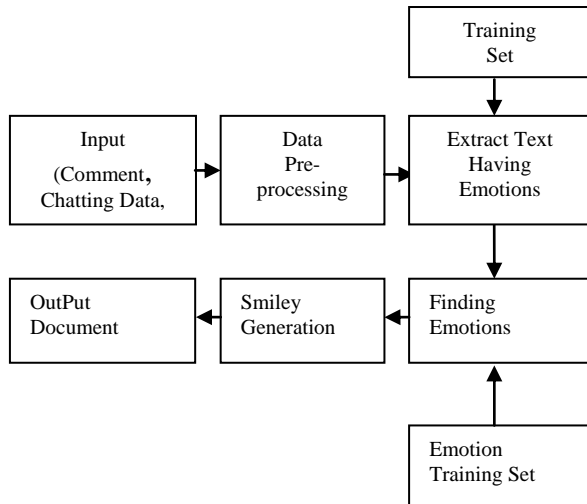 Training
Set
Input
(Comment,
Chatting Data,
Data
Pre-
processing
Extract Text
Having
Emotions
OutPut
Document
Smiley
Generation
Finding
Emotions
Emotion
Training Set